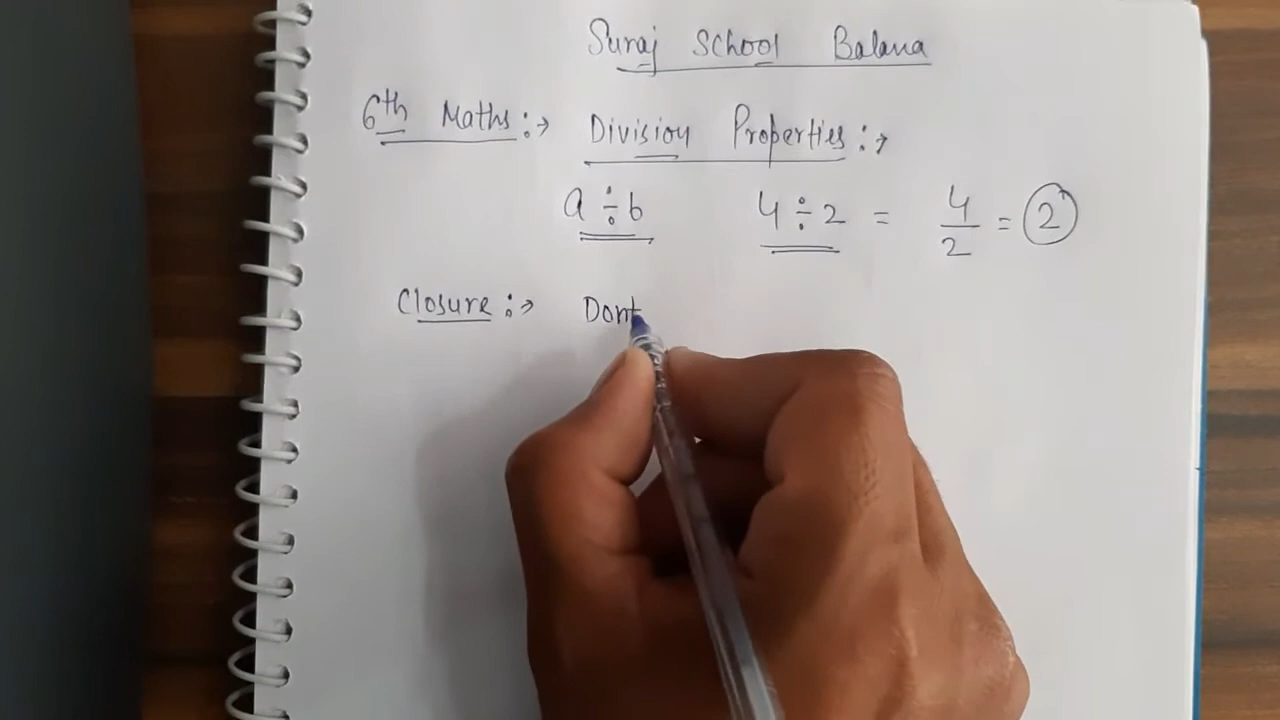 Suraj School Balana
6th Maths :→ Division Properties :→
a ÷ b 4 ÷ 2 = 4/2 = 2
Closure :→ Dont